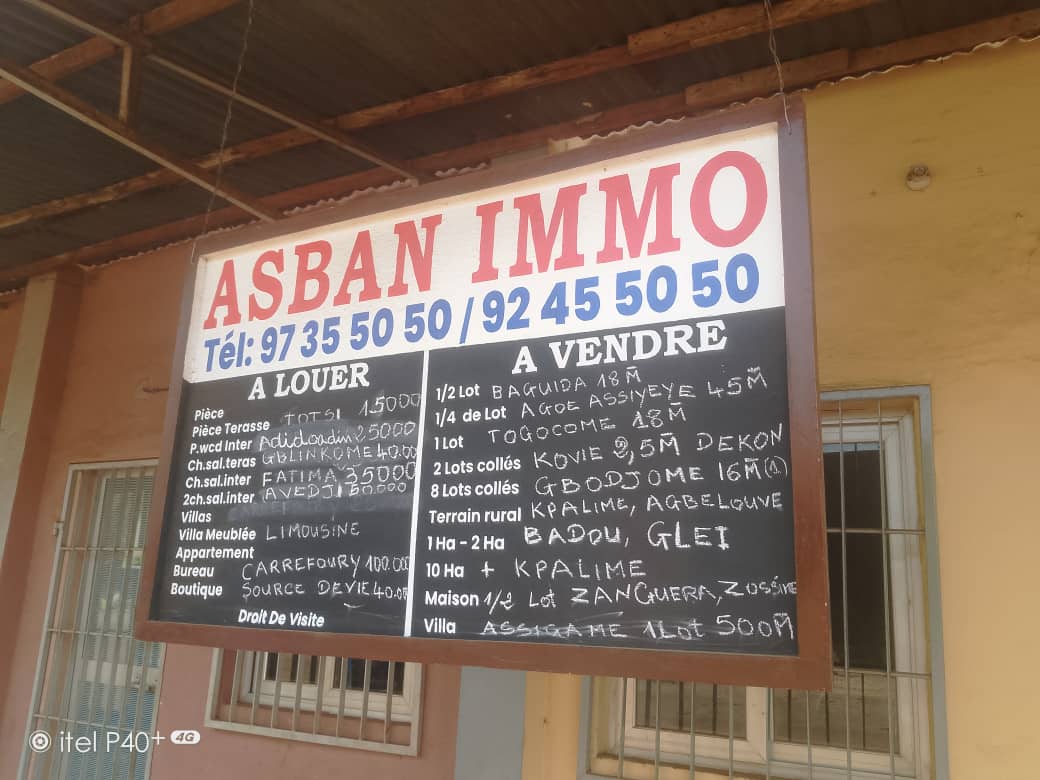 ASBAN IMMO
Tél: 97 35 50 50 / 92 45 50 50
A LOUER
Pièce
Pièce Terasse TOTSI 15000
P.wcd Inter Adidoadin 25000
Ch.sal.teras GBLINKOME 40.00
Ch.sal.inter FATIMA 35000
2ch.sal.inter AVEDJI
Villas
Villa Meublée LIMOUSINE
Appartement
Bureau CARREFOURY 100.000
Boutique SOURCE DEVIE 40.00
Droit De Visite
A VENDRE
1/2 Lot BAGUIDA 18M
1/4 de Lot AGOE ASSIYEYE 45M
1 Lot TOGOCOME 18M
2 Lots collés KOVIE 2,5M DEKON
8 Lots collés GBODJOME 16M(1)
Terrain rural KPALIME, AGBELOUVE
1 Ha - 2 Ha BADOU, GLEI
10 Ha + KPALIME
Maison 1/2 Lot ZANGUERA,
Villa ASSIGAME 1Lot 500M
itel P40+ 4G